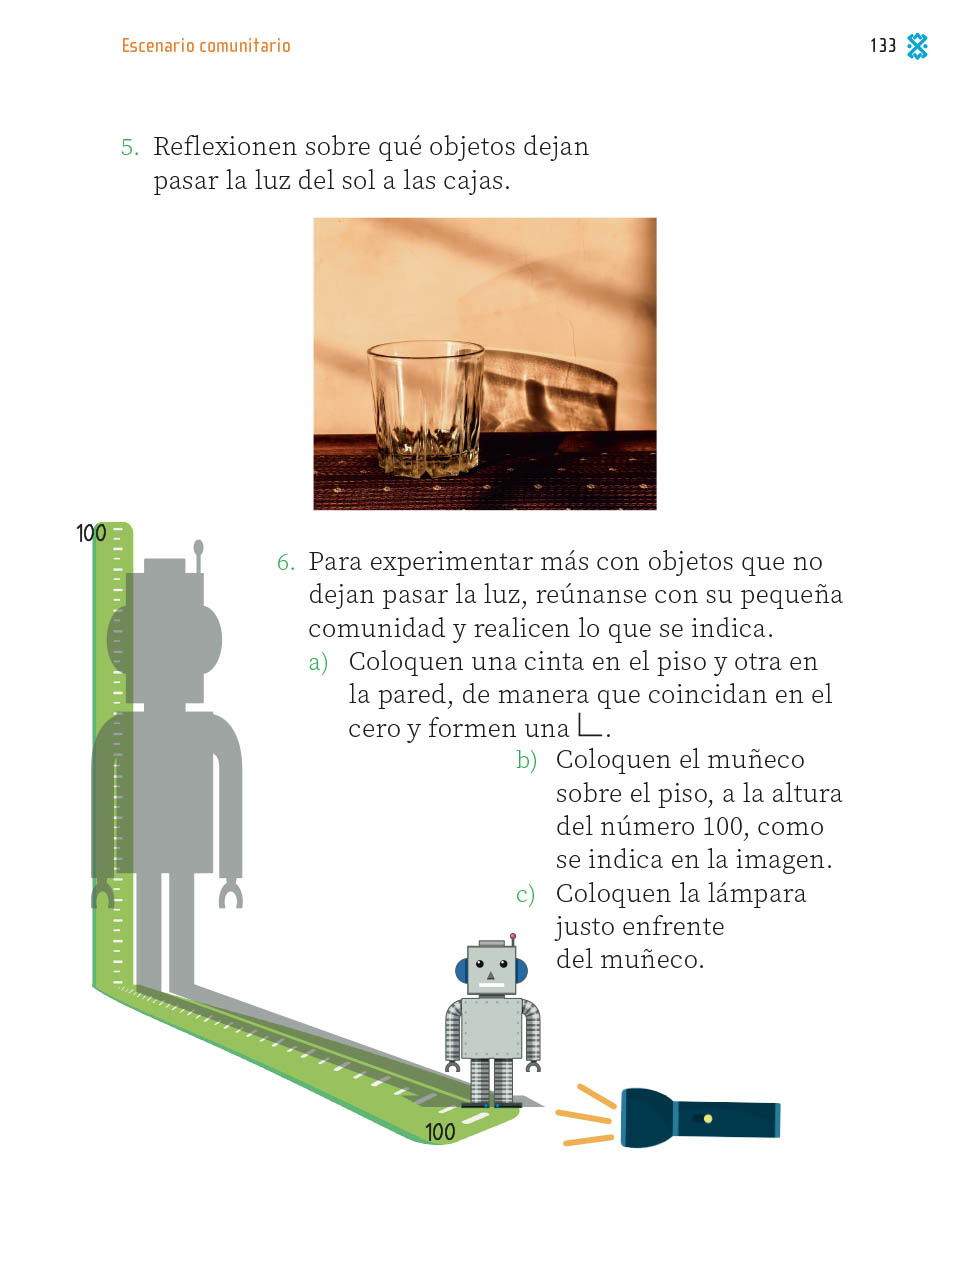 Escenario comunitario
133
5. Reflexionen sobre qué objetos dejan
pasar la luz del sol a las cajas.
100
6. Para experimentar más con objetos que no
dejan pasar la luz, reúnanse con su pequeña
comunidad y realicen lo que se indica.
a) Coloquen una cinta en el piso y otra en
la pared, de manera que coincidan en el
cero y formen una .
b) Coloquen el muñeco
sobre el piso, a la altura
del número 100, como
se indica en la imagen.
c) Coloquen la lámpara
justo enfrente
del muñeco.
100